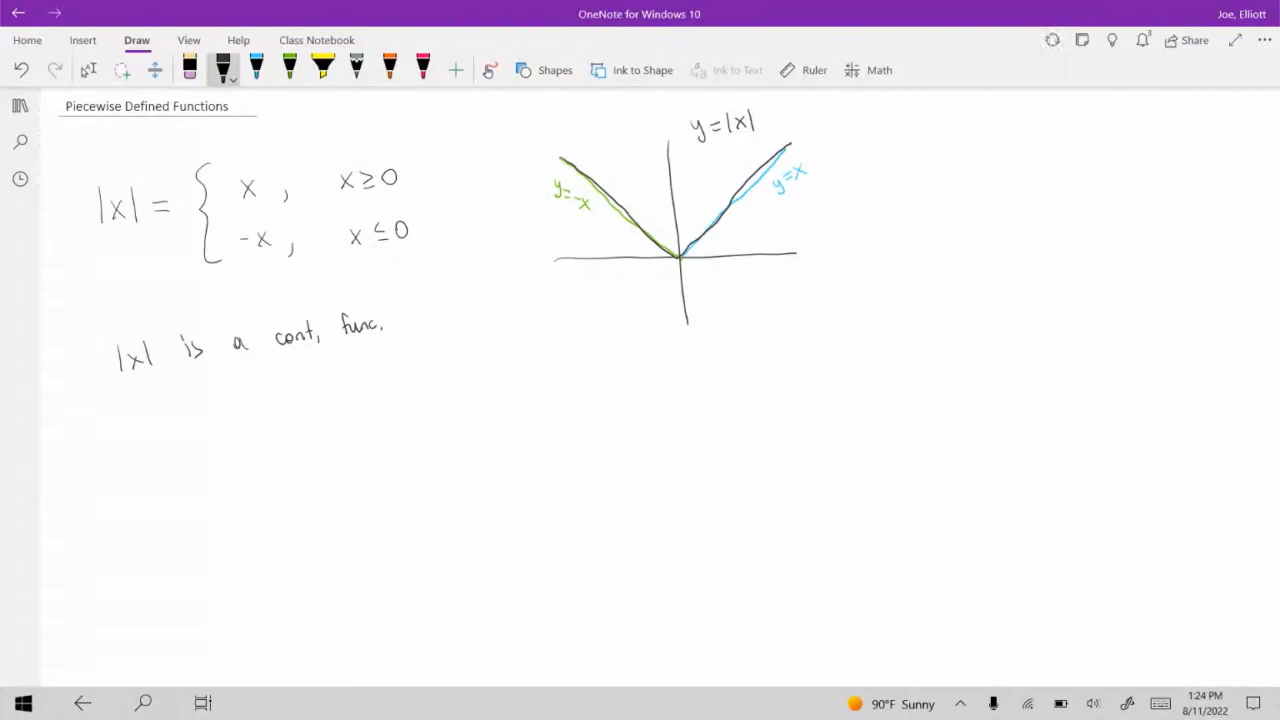 OneNote for Windows 10
Joe, Elliott
Home Insert Draw View Help Class Notebook
3 Share
Shapes Ink to Shape Ink to Text Ruler Math
Piecewise Defined Functions
y=|x|
|x| = { x , x ≥ 0
-x , x ≤ 0
y=-x
y=x
|x| is a cont. func.
90°F Sunny
1:24 PM
8/11/2022